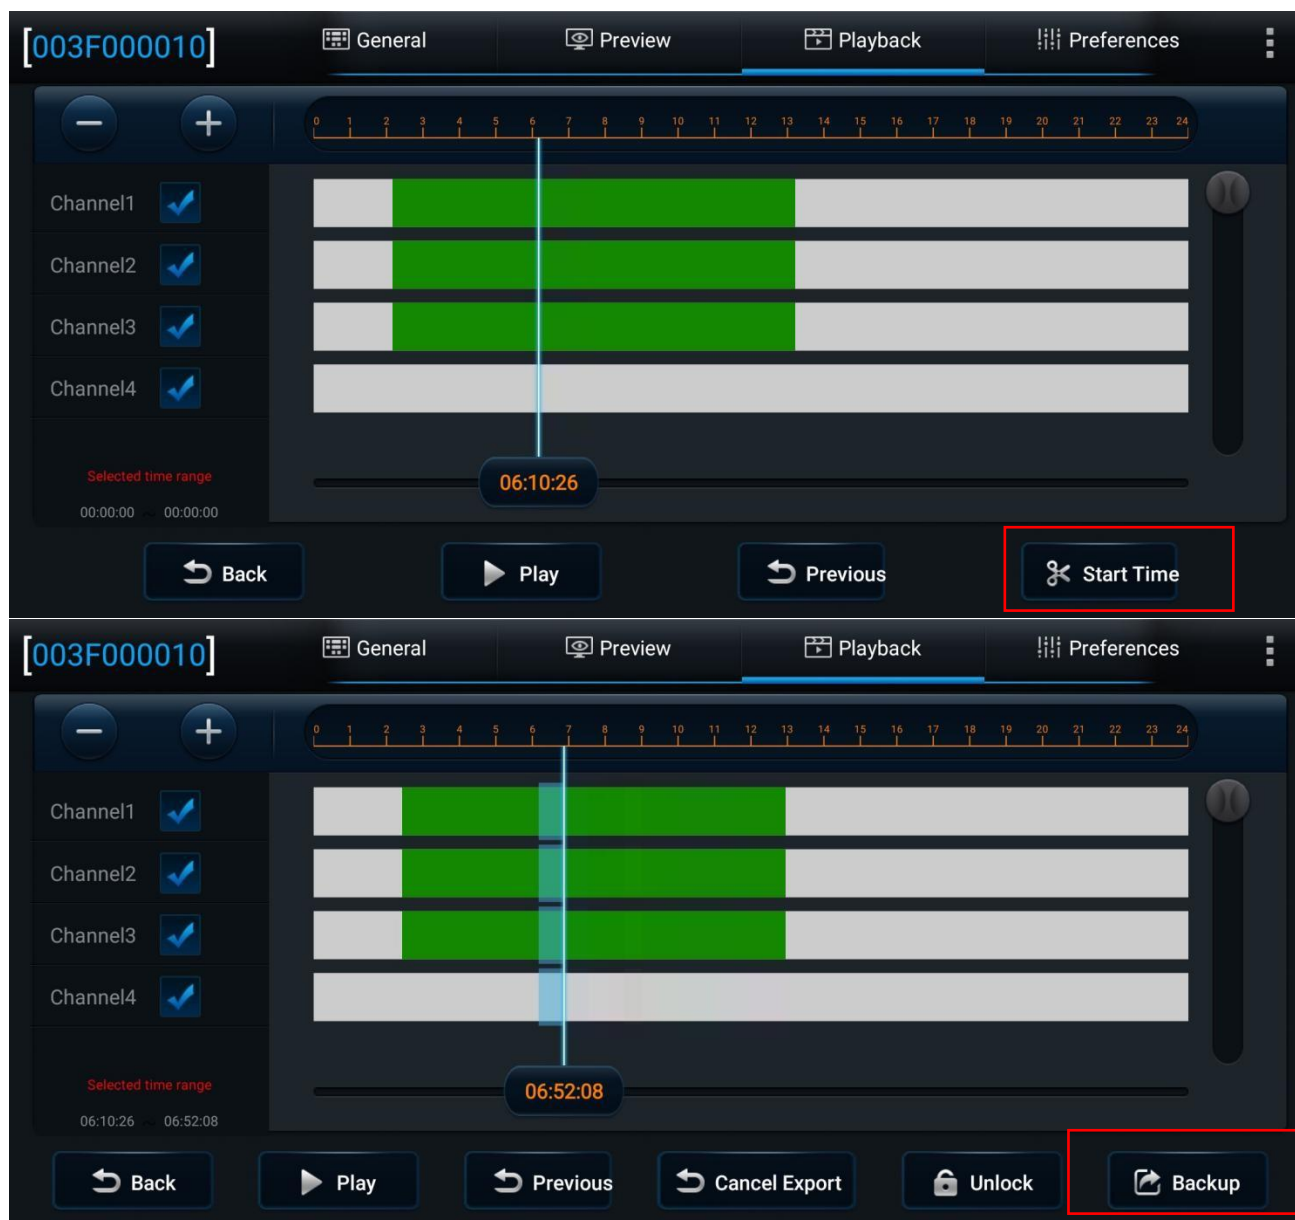 [003F000010] General Preview Playback Preferences
0 1 2 3 4 5 6 7 8 9 10 11 12 13 14 15 16 17 18 19 20 21 22 23 24
Channel1
Channel2
Channel3
Channel4
Selected time range
06:10:26
00:00:00 ~ 00:00:00
Back Play Previous Start Time
[003F000010] General Preview Playback Preferences
0 1 2 3 4 5 6 7 8 9 10 11 12 13 14 15 16 17 18 19 20 21 22 23 24
Channel1
Channel2
Channel3
Channel4
Selected time range
06:52:08
06:10:26 ~ 06:52:08
Back Play Previous Cancel Export Unlock Backup